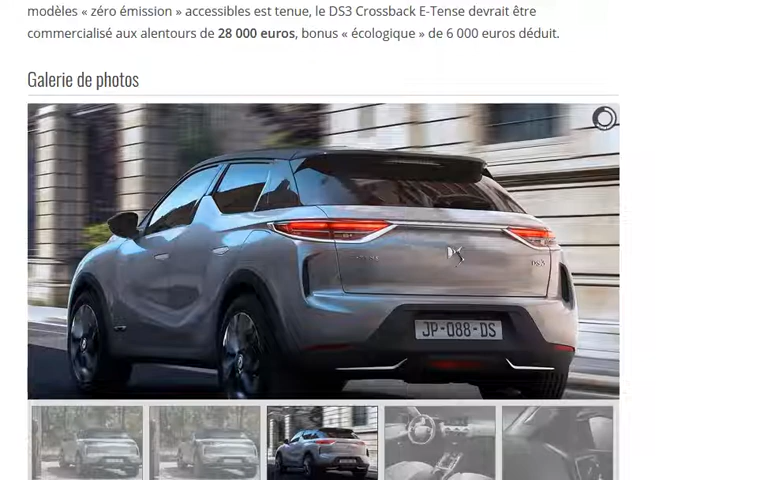 modèles « zéro émission » accessibles est tenue, le DS3 Crossback E-Tense devrait être
commercialisé aux alentours de 28 000 euros, bonus « écologique » de 6 000 euros déduit.
Galerie de photos
JP-088-DS